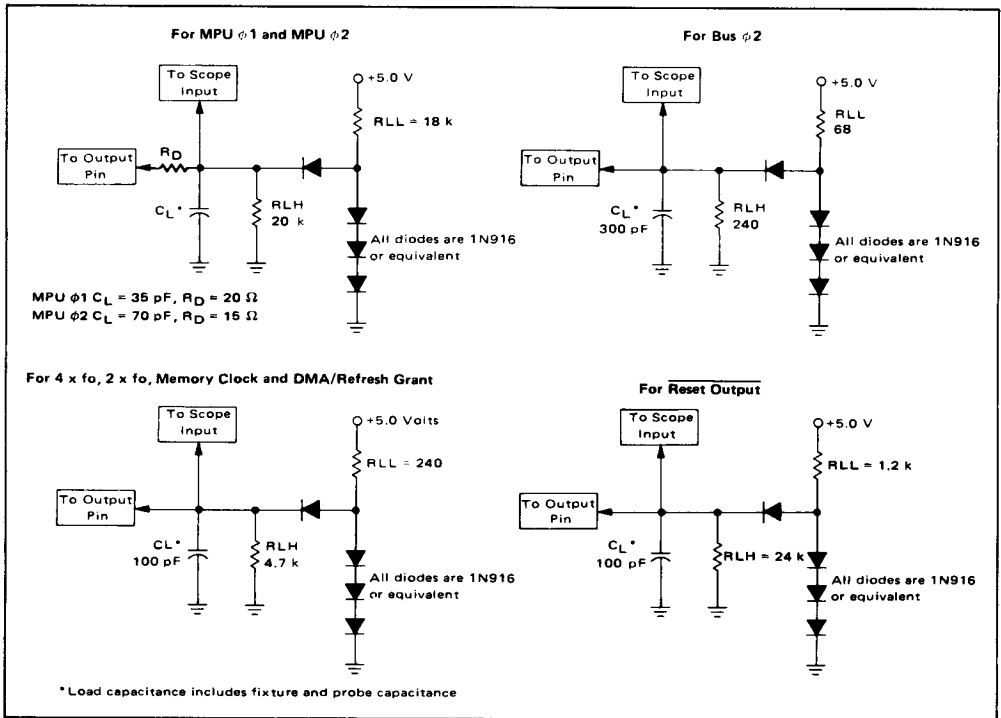 For MPU ϕ1 and MPU ϕ2
To Scope
Input
+5.0 V
RLL = 18 k
To Output
Pin
RD
CL*
RLH
20 k
All diodes are 1N916
or equivalent
MPU ϕ1 CL = 35 pF, RD = 20 Ω
MPU ϕ2 CL = 70 pF, RD = 15 Ω
For Bus ϕ2
To Scope
Input
+5.0 V
RLL
68
To Output
Pin
CL*
300 pF
RLH
240
All diodes are 1N916
or equivalent
For 4 x fo, 2 x fo, Memory Clock and DMA/Refresh Grant
To Scope
Input
+5.0 Volts
RLL = 240
To Output
Pin
CL*
100 pF
RLH
4.7 k
All diodes are 1N916
or equivalent
For Reset Output
To Scope
Input
+5.0 V
RLL = 1.2 k
To Output
Pin
CL*
100 pF
RLH = 24 k
All diodes are 1N916
or equivalent
*Load capacitance includes fixture and probe capacitance